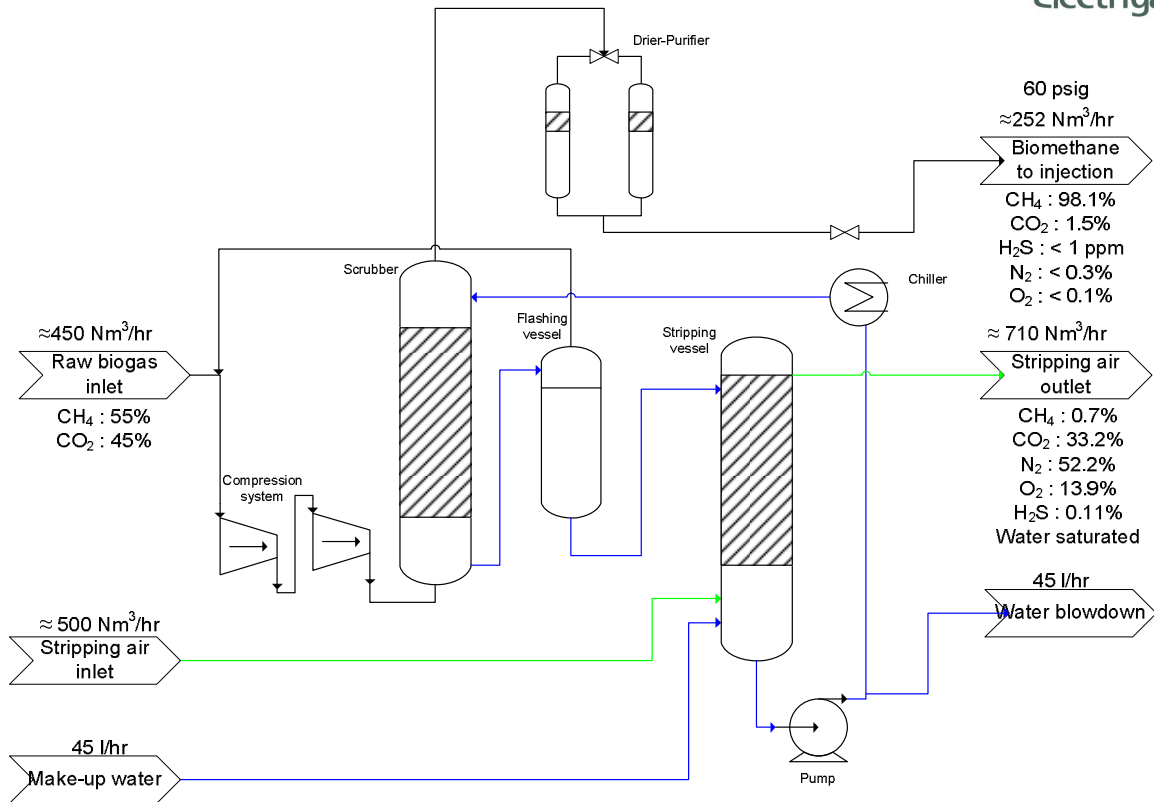 Drier-Purifier
60 psig
≈252 Nm³/hr
Biomethane
to injection
CH₄ : 98.1%
CO₂ : 1.5%
H₂S : < 1 ppm
N₂ : < 0.3%
O₂ : < 0.1%
Scrubber
Chiller
Flashing
vessel
Stripping
vessel
≈450 Nm³/hr
Raw biogas
inlet
CH₄ : 55%
CO₂ : 45%
≈ 710 Nm³/hr
Stripping air
outlet
CH₄ : 0.7%
CO₂ : 33.2%
N₂ : 52.2%
O₂ : 13.9%
H₂S : 0.11%
Water saturated
Compression
system
45 l/hr
Water blowdown
≈ 500 Nm³/hr
Stripping air
inlet
45 l/hr
Make-up water
Pump